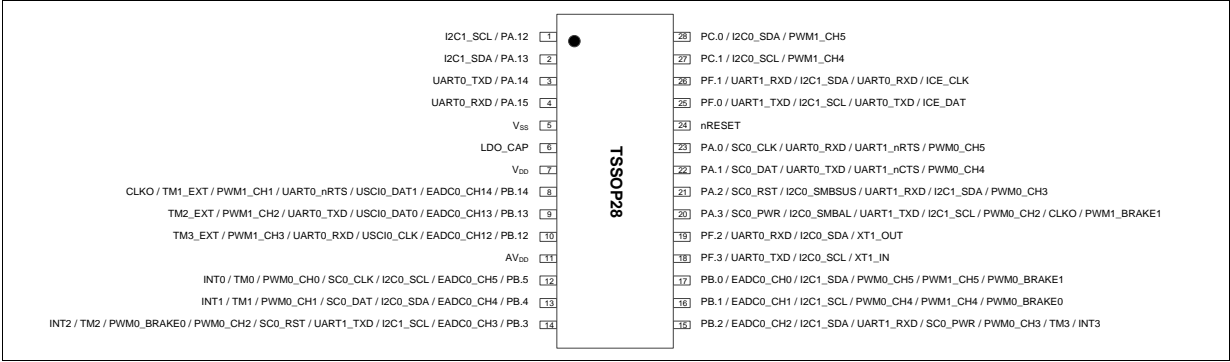 I2C1_SCL / PA.12 1
I2C1_SDA / PA.13 2
UART0_TXD / PA.14 3
UART0_RXD / PA.15 4
VSS 5
LDO_CAP 6
VDD 7
CLKO / TM1_EXT / PWM1_CH1 / UART0_nRTS / USCI0_DAT1 / EADC0_CH14 / PB.14 8
TM2_EXT / PWM1_CH2 / UART0_TXD / USCI0_DAT0 / EADC0_CH13 / PB.13 9
TM3_EXT / PWM1_CH3 / UART0_RXD / USCI0_CLK / EADC0_CH12 / PB.12 10
AVDD 11
INT0 / TM0 / PWM0_CH0 / SC0_CLK / I2C0_SCL / EADC0_CH5 / PB.5 12
INT1 / TM1 / PWM0_CH1 / SC0_DAT / I2C0_SDA / EADC0_CH4 / PB.4 13
INT2 / TM2 / PWM0_BRAKE0 / PWM0_CH2 / SC0_RST / UART1_TXD / I2C1_SCL / EADC0_CH3 / PB.3 14
TSSOP28
28 PC.0 / I2C0_SDA / PWM1_CH5
27 PC.1 / I2C0_SCL / PWM1_CH4
26 PF.1 / UART1_RXD / I2C1_SDA / UART0_RXD / ICE_CLK
25 PF.0 / UART1_TXD / I2C1_SCL / UART0_TXD / ICE_DAT
24 nRESET
23 PA.0 / SC0_CLK / UART0_RXD / UART1_nRTS / PWM0_CH5
22 PA.1 / SC0_DAT / UART0_TXD / UART1_nCTS / PWM0_CH4
21 PA.2 / SC0_RST / I2C0_SMBSUS / UART1_RXD / I2C1_SDA / PWM0_CH3
20 PA.3 / SC0_PWR / I2C0_SMBAL / UART1_TXD / I2C1_SCL / PWM0_CH2 / CLKO / PWM1_BRAKE1
19 PF.2 / UART0_RXD / I2C0_SDA / XT1_OUT
18 PF.3 / UART0_TXD / I2C0_SCL / XT1_IN
17 PB.0 / EADC0_CH0 / I2C1_SDA / PWM0_CH5 / PWM1_CH5 / PWM0_BRAKE1
16 PB.1 / EADC0_CH1 / I2C1_SCL / PWM0_CH4 / PWM1_CH4 / PWM0_BRAKE0
15 PB.2 / EADC0_CH2 / I2C1_SDA / UART1_RXD / SC0_PWR / PWM0_CH3 / TM3 / INT3